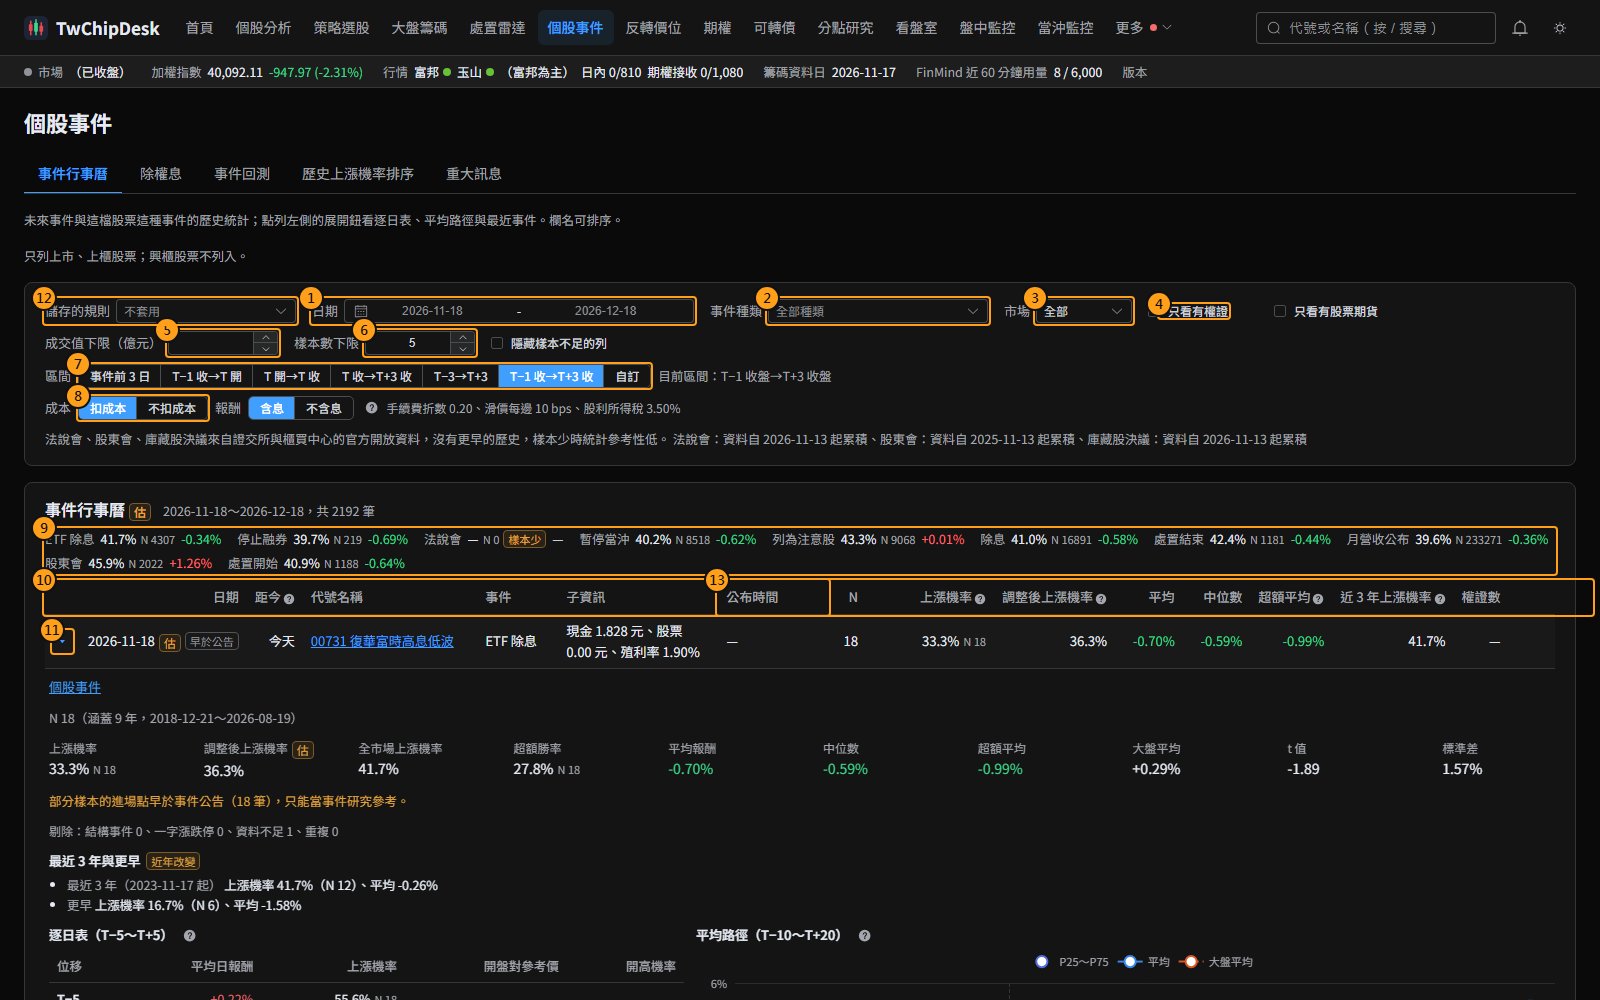 TwChipDesk 首頁 個股分析 策略選股 大盤籌碼 處置雷達 個股事件 反轉價位 期權 可轉債 分點研究 看盤室 盤中監控 當沖監控 更多 代號或名稱（按 / 搜尋）
市場 （已收盤） 加權指數 40,092.11 -947.97 (-2.31%) 行情 富邦 玉山 （富邦為主） 日內 0/810 期權接收 0/1,080 籌碼資料日 2026-11-17 FinMind 近 60 分鐘用量 8 / 6,000 版本
個股事件
事件行事曆 除權息 事件回測 歷史上漲機率排序 重大訊息
未來事件與這檔股票這種事件的歷史統計；點列左側的展開鈕看逐日表、平均路徑與最近事件。欄名可排序。
只列上市、上櫃股票；興櫃股票不列入。
12 儲存的規則 不套用 1 日期 2026-11-18 - 2026-12-18 事件種類 2 全部種類 市場 3 全部 4 只看有權證 只看有股票期貨
成交值下限（億元） 5 樣本數下限 6 5 隱藏樣本不足的列
區間 7 事件前 3 日 T−1 收→T 開 T 開→T 收 T 收→T+3 收 T−3→T+3 T−1 收→T+3 收 自訂 目前區間：T−1 收盤→T+3 收盤
成本 8 扣成本 不扣成本 報酬 含息 不含息 ? 手續費折數 0.20、滑價每邊 10 bps、股利所得稅 3.50%
法說會、股東會、庫藏股決議來自證交所與櫃買中心的官方開放資料，沒有更早的歷史，樣本少時統計參考性低。 法說會：資料自 2026-11-13 起累積、股東會：資料自 2025-11-13 起累積、庫藏股決議：資料自 2026-11-13 起累積
事件行事曆 估 2026-11-18～2026-12-18，共 2192 筆
9 ETF 除息 41.7% N 4307 -0.34% 停止融券 39.7% N 219 -0.69% 法說會 — N 0 樣本少 — 暫停當沖 40.2% N 8518 -0.62% 列為注意股 43.3% N 9068 +0.01% 除息 41.0% N 16891 -0.58% 處置結束 42.4% N 1181 -0.44% 月營收公布 39.6% N 233271 -0.36%
股東會 45.9% N 2022 +1.26% 處置開始 40.9% N 1188 -0.64%
10 日期 距今 ? 代號名稱 事件 子資訊 13 公布時間 N 上漲機率 ? 調整後上漲機率 ? 平均 中位數 超額平均 ? 近 3 年上漲機率 ? 權證數
11 2026-11-18 估 早於公告 今天 00731 復華富時高息低波 ETF 除息 現金 1.828 元、股票 0.00 元、殖利率 1.90% — 18 33.3% N 18 36.3% -0.70% -0.59% -0.99% 41.7% —
個股事件
N 18（涵蓋 9 年，2018-12-21～2026-08-19）
上漲機率 調整後上漲機率 估 全市場上漲機率 超額勝率 平均報酬 中位數 超額平均 大盤平均 t 值 標準差
33.3% N 18 36.3% 41.7% 27.8% N 18 -0.70% -0.59% -0.99% +0.29% -1.89 1.57%
部分樣本的進場點早於事件公告（18 筆），只能當事件研究參考。
剔除：結構事件 0、一字漲跌停 0、資料不足 1、重複 0
最近 3 年與更早 近年改變
最近 3 年（2023-11-17 起） 上漲機率 41.7%（N 12）、平均 -0.26%
更早 上漲機率 16.7%（N 6）、平均 -1.58%
逐日表（T−5～T+5） ? 平均路徑（T−10～T+20） ?
位移 平均日報酬 上漲機率 開盤對參考價 開高機率 P25～P75 平均 大盤平均
T−5 +0.22% 55.6% N 18 6%